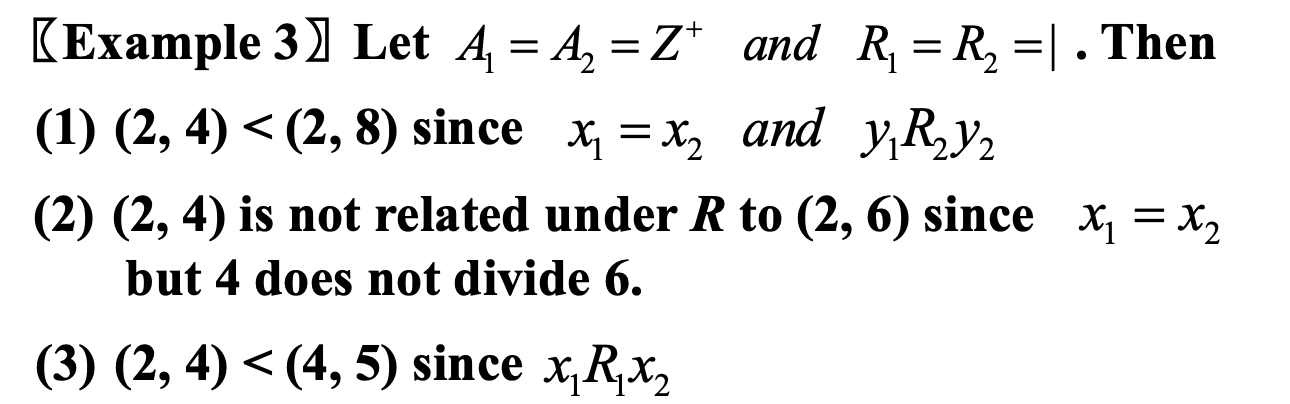 〖Example 3〗 Let A₁ = A₂ = Z⁺ and R₁ = R₂ =| . Then
(1) (2, 4) < (2, 8) since x₁ = x₂ and y₁R₂y₂
(2) (2, 4) is not related under R to (2, 6) since x₁ = x₂
but 4 does not divide 6.
(3) (2, 4) < (4, 5) since x₁R₁x₂